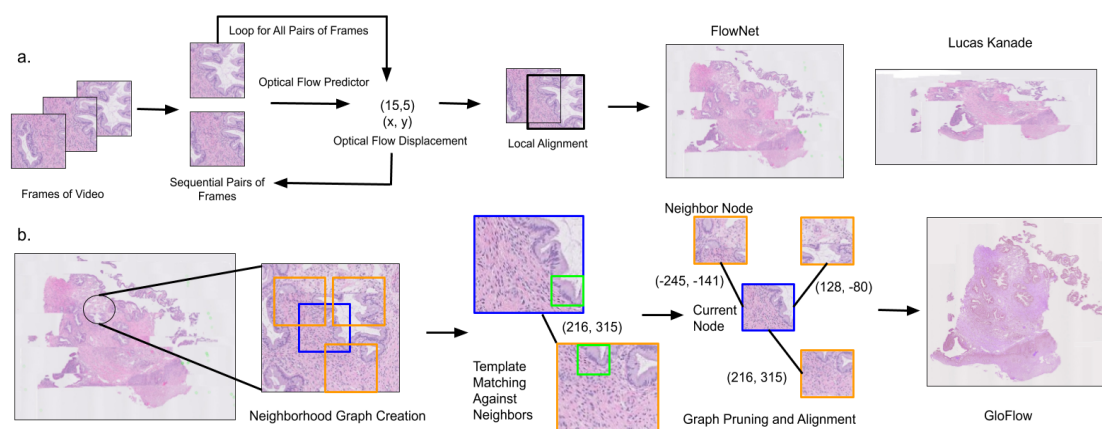 a.
Loop for All Pairs of Frames
Optical Flow Predictor
(15,5)
(x, y)
Optical Flow Displacement
Local Alignment
FlowNet
Lucas Kanade
Frames of Video
Sequential Pairs of
Frames
b.
Neighborhood Graph Creation
Template
Matching
Against
Neighbors
(216, 315)
Neighbor Node
(-245, -141)
(128, -80)
Current
Node
(216, 315)
Graph Pruning and Alignment
GloFlow